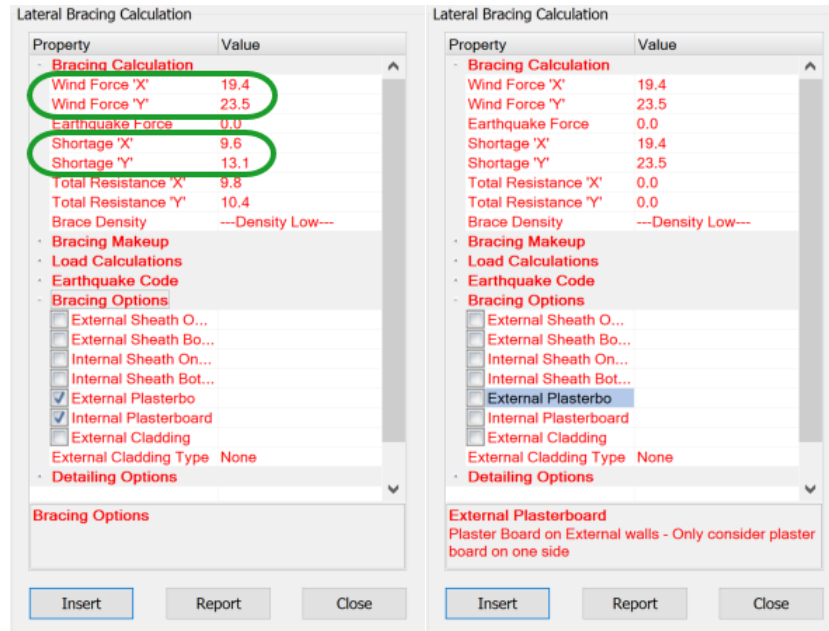 Lateral Bracing Calculation
Property Value
Bracing Calculation
Wind Force 'X' 19.4
Wind Force 'Y' 23.5
Earthquake Force 0.0
Shortage 'X' 9.6
Shortage 'Y' 13.1
Total Resistance 'X' 9.8
Total Resistance 'Y' 10.4
Brace Density ---Density Low---
Bracing Makeup
Load Calculations
Earthquake Code
Bracing Options
External Sheath O...
External Sheath Bo...
Internal Sheath On...
Internal Sheath Bot...
External Plasterbo
Internal Plasterboard
External Cladding
External Cladding Type None
Detailing Options
Bracing Options
Insert Report Close
Lateral Bracing Calculation
Property Value
Bracing Calculation
Wind Force 'X' 19.4
Wind Force 'Y' 23.5
Earthquake Force 0.0
Shortage 'X' 19.4
Shortage 'Y' 23.5
Total Resistance 'X' 0.0
Total Resistance 'Y' 0.0
Brace Density ---Density Low---
Bracing Makeup
Load Calculations
Earthquake Code
Bracing Options
External Sheath O...
External Sheath Bo...
Internal Sheath On...
Internal Sheath Bot...
External Plasterbo
Internal Plasterboard
External Cladding
External Cladding Type None
Detailing Options
External Plasterboard
Plaster Board on External walls - Only consider plaster
board on one side
Insert Report Close